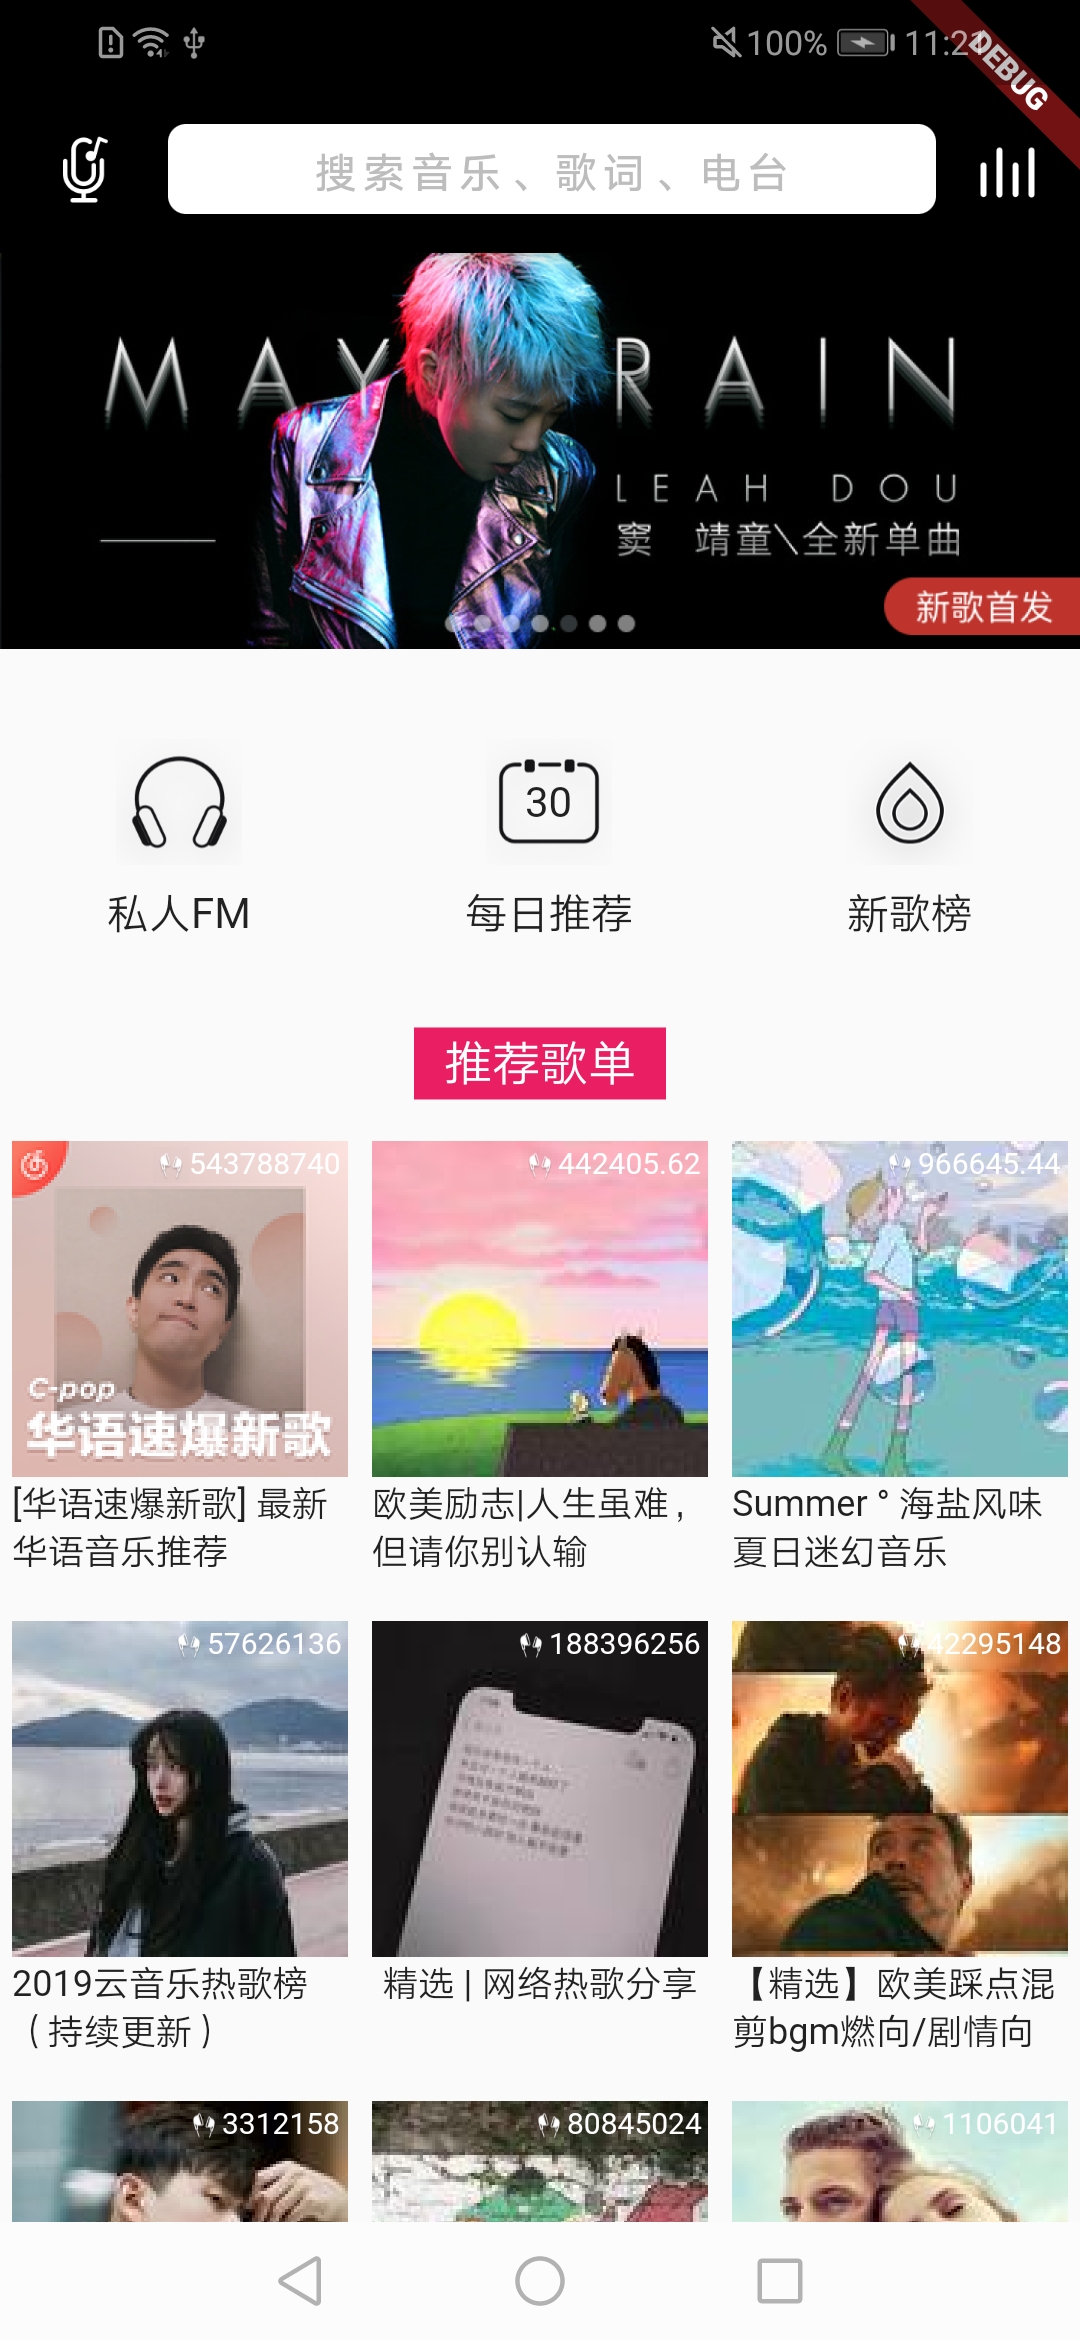 100% 11:21
DEBUG
搜索音乐、歌词、电台
MAY RAIN
LEAH DOU
窦 靖童\全新单曲
新歌首发
30
私人FM 每日推荐 新歌榜
推荐歌单
543788740 442405.62 966645.44
C-pop
华语速爆新歌
[华语速爆新歌] 最新 欧美励志|人生虽难, Summer ° 海盐风味
华语音乐推荐 但请你别认输 夏日迷幻音乐
57626136 188396256 42295148
2019云音乐热歌榜 精选 | 网络热歌分享 【精选】欧美踩点混
(持续更新) 剪bgm燃向/剧情向
3312158 80845024 1106041